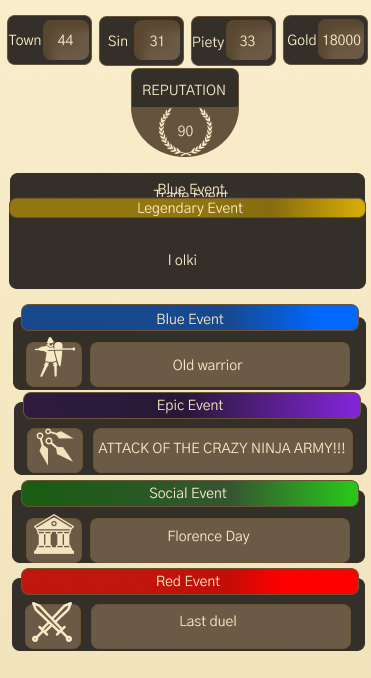 Town 44 Sin 31 Piety 33 Gold 18000
REPUTATION
90
Blue Event
Trade Event
Legendary Event
I olki
Blue Event
Old warrior
Epic Event
ATTACK OF THE CRAZY NINJA ARMY!!!
Social Event
Florence Day
Red Event
Last duel